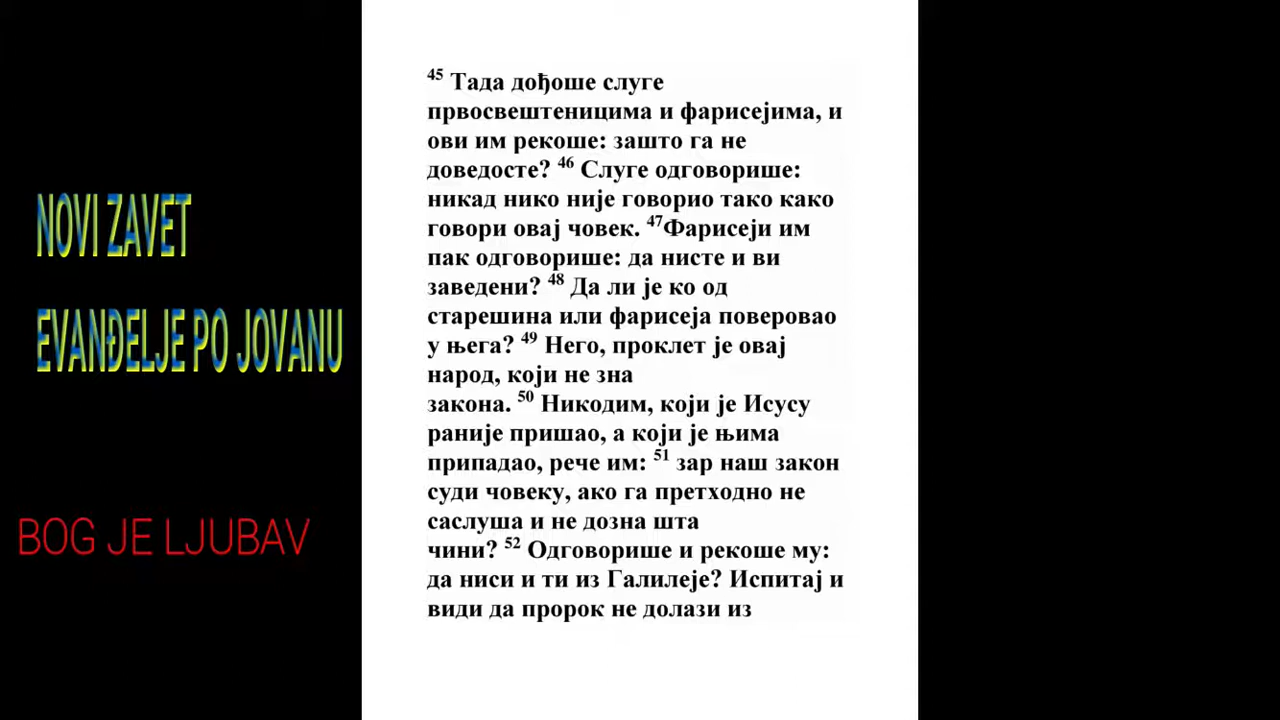 NOVI ZAVET
EVANĐELJE PO JOVANU
BOG JE LJUBAV
45 Тада дођоше слуге
првосвештеницима и фарисејима, и
ови им рекоше: зашто га не
доведосте? 46 Слуге одговорише:
никад нико није говорио тако како
говори овај човек. 47Фарисеји им
пак одговорише: да нисте и ви
заведени? 48 Да ли је ко од
старешина или фарисеја поверовао
у њега? 49 Него, проклет је овај
народ, који не зна
закона. 50 Никодим, који је Исусу
раније пришао, а који је њима
припадао, рече им: 51 зар наш закон
суди човеку, ако га претходно не
саслуша и не дозна шта
чини? 52 Одговорише и рекоше му:
да ниси и ти из Галилеје? Испитај и
види да пророк не долази из